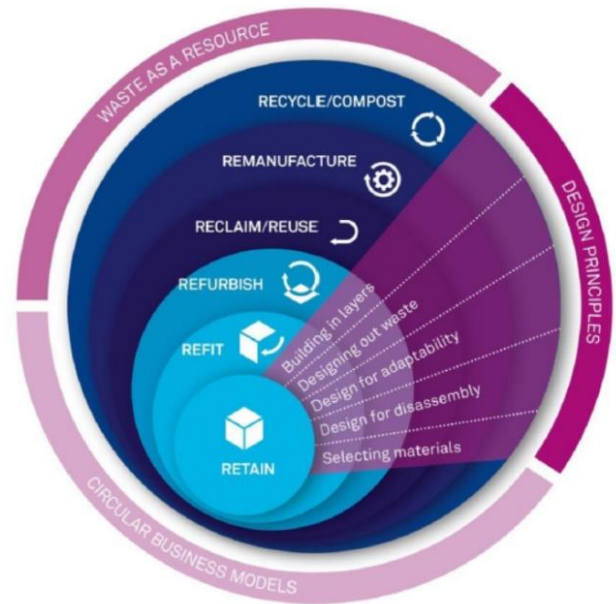 WASTE AS A RESOURCE
RECYCLE/COMPOST
REMANUFACTURE
RECLAIM/REUSE
REFURBISH
REFIT
RETAIN
Building in layers
Designing out waste
Design for adaptability
Design for disassembly
Selecting materials
DESIGN PRINCIPLES
CIRCULAR BUSINESS MODELS